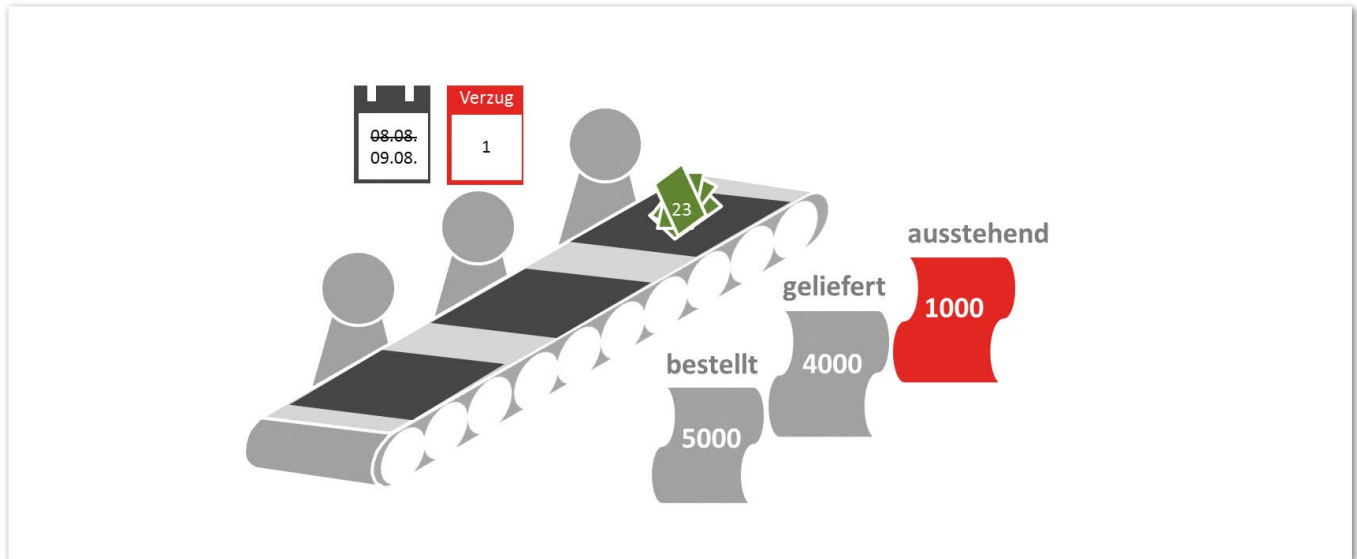 Verzug
08.08.
09.08.
1
23
ausstehend
1000
geliefert
4000
bestellt
5000